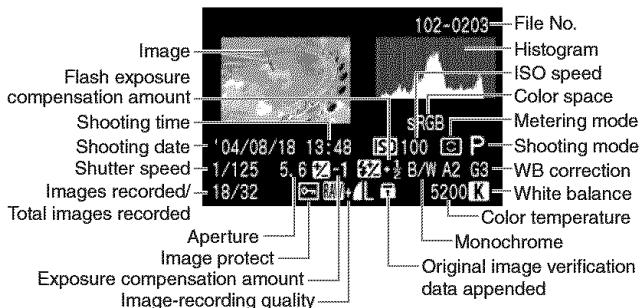 102-0203 File No.
Image Histogram
Flash exposure compensation amount ISO speed
Color space
sRGB
Shooting time Metering mode
Shooting date '04/08/18 13:48 ISO 100 P Shooting mode
Shutter speed 1/125 5.6 -1 +½ B/W A2 G3 WB correction
Images recorded/ Total images recorded 18/32 RAW+ L 5200 K White balance
Color temperature
Aperture Monochrome
Image protect
Exposure compensation amount Original image verification data appended
Image-recording quality